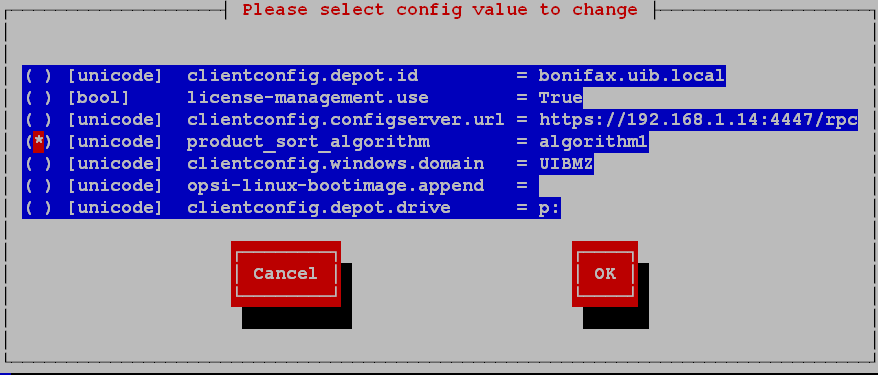 Please select config value to change
( ) [unicode] clientconfig.depot.id = bonifax.uib.local
( ) [bool] license-management.use = True
( ) [unicode] clientconfig.configserver.url = https://192.168.1.14:4447/rpc
(*) [unicode] product_sort_algorithm = algorithm1
( ) [unicode] clientconfig.windows.domain = UIBMZ
( ) [unicode] opsi-linux-bootimage.append =
( ) [unicode] clientconfig.depot.drive = p:
Cancel OK